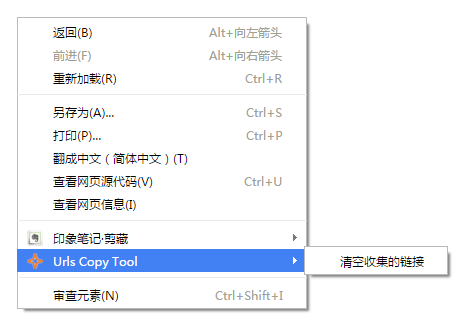 返回(B) Alt+向左箭头
前进(F) Alt+向右箭头
重新加载(R) Ctrl+R
另存为(A)... Ctrl+S
打印(P)... Ctrl+P
翻成中文（简体中文）(T)
查看网页源代码(V) Ctrl+U
查看网页信息(I)
印象笔记·剪藏
Urls Copy Tool 清空收集的链接
审查元素(N) Ctrl+Shift+I